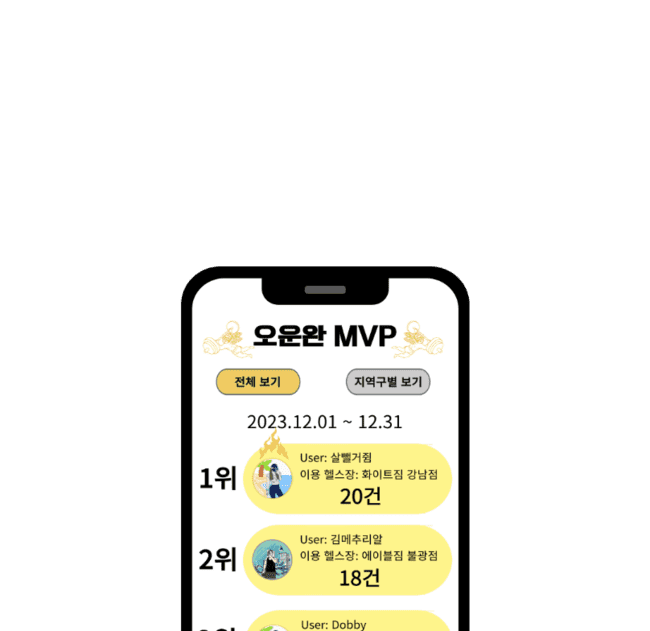 오운완 MVP
전체 보기
지역구별 보기
2023.12.01 ~ 12.31
1위
User: 살뺄거쥠
이용 헬스장: 화이트짐 강남점
20건
2위
User: 김메추리알
이용 헬스장: 에이블짐 불광점
18건
User: Dobby